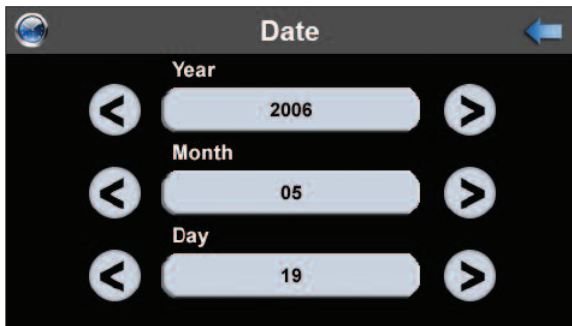 Date
Year
< 2006 >
Month
< 05 >
Day
< 19 >